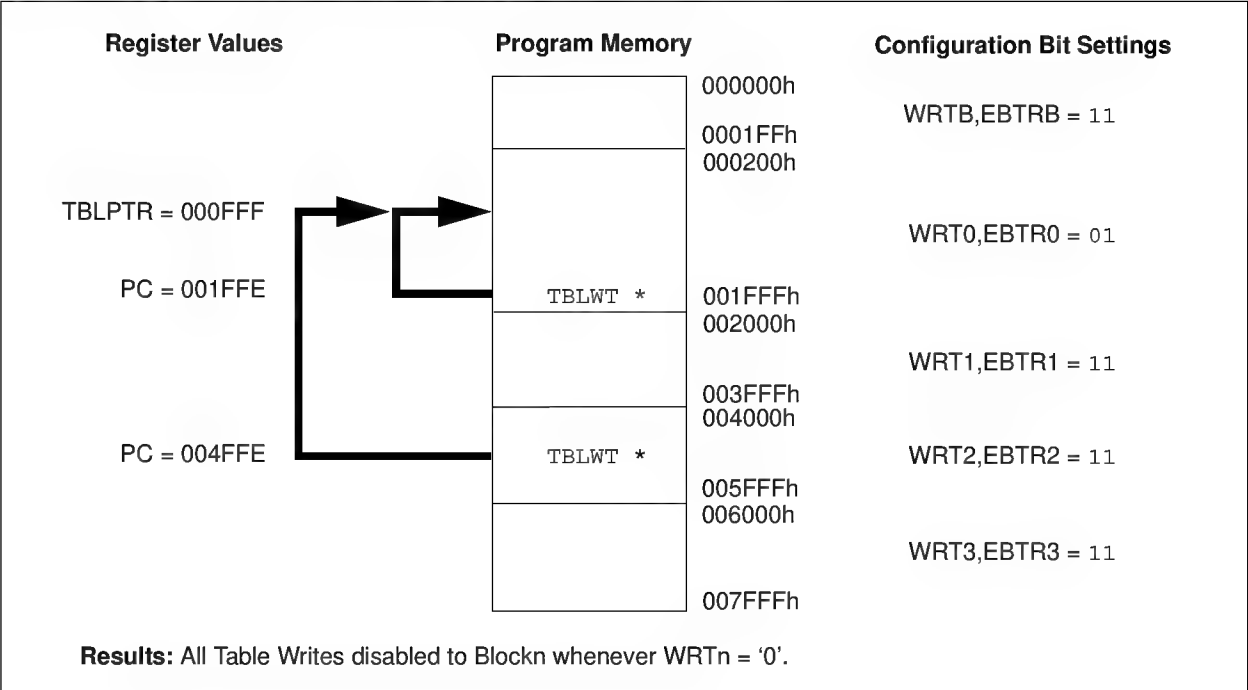 Register Values Program Memory Configuration Bit Settings
000000h
WRTB,EBTRB = 11
0001FFh
000200h
TBLPTR = 000FFF
WRT0,EBTR0 = 01
PC = 001FFE
TBLWT * 001FFFh
002000h
WRT1,EBTR1 = 11
003FFFh
004000h
PC = 004FFE TBLWT * WRT2,EBTR2 = 11
005FFFh
006000h
WRT3,EBTR3 = 11
007FFFh
Results: All Table Writes disabled to Blockn whenever WRTn = ‘0’.